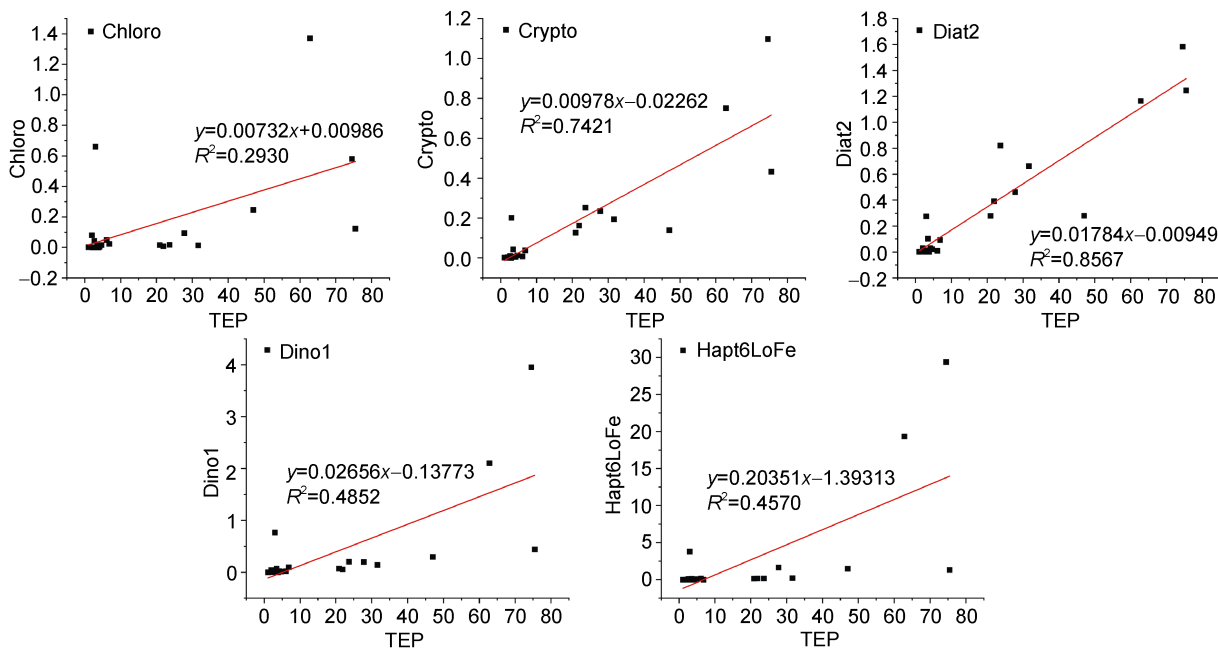 Chloro
1.4
1.2
1.0
0.8
0.6
0.4
0.2
0.0
−0.2
Chloro
y=0.00732x+0.00986
R²=0.2930
0 10 20 30 40 50 60 70 80
TEP
Crypto
1.2
1.0
0.8
0.6
0.4
0.2
0.0
Crypto
y=0.00978x−0.02262
R²=0.7421
0 10 20 30 40 50 60 70 80
TEP
Diat2
1.8
1.6
1.4
1.2
1.0
0.8
0.6
0.4
0.2
0.0
−0.2
Diat2
y=0.01784x−0.00949
R²=0.8567
0 10 20 30 40 50 60 70 80
TEP
Dino1
4
3
2
1
0
Dino1
y=0.02656x−0.13773
R²=0.4852
0 10 20 30 40 50 60 70 80
TEP
Hapt6LoFe
30
25
20
15
10
5
0
Hapt6LoFe
y=0.20351x−1.39313
R²=0.4570
0 10 20 30 40 50 60 70 80
TEP